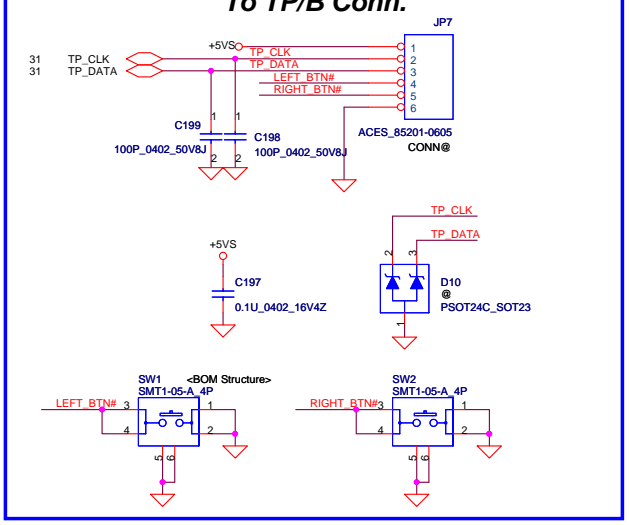 To TP/B Conn.
JP7
+5VS
1
31 TP_CLK
TP_CLK
2
31 TP_DATA
TP_DATA
3
LEFT_BTN#
4
RIGHT_BTN#
5
6
ACES_85201-0605
CONN@
1
1
C199
100P_0402_50V8J
C198
100P_0402_50V8J
2
2
TP_CLK
TP_DATA
+5VS
C197
0.1U_0402_16V4Z
2
3
D10
@
PSOT24C_SOT23
1
SW1 <BOM Structure>
SMT1-05-A_4P
LEFT_BTN#
3
1
4
2
5
6
SW2
SMT1-05-A_4P
RIGHT_BTN#
3
1
4
2
5
6